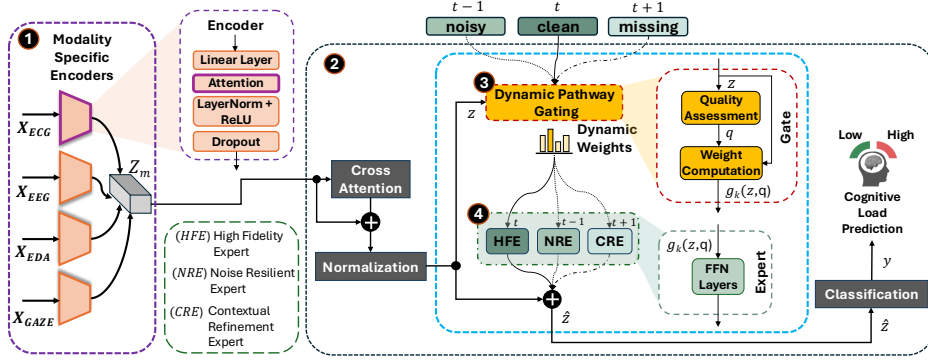 1
Modality
Specific
Encoders
X_ECG
X_EEG
X_EDA
X_GAZE
Z_m
Encoder
Linear Layer
Attention
LayerNorm +
ReLU
Dropout
(HFE) High Fidelity
Expert
(NRE) Noise Resilient
Expert
(CRE) Contextual
Refinement
Expert
2
Cross
Attention
+
Normalization
t − 1
t
t + 1
noisy
clean
missing
3
Dynamic Pathway
Gating
z
Dynamic
Weights
4
t
t − 1
t + 1
HFE
NRE
CRE
+
ẑ
z
Quality
Assessment
q
Weight
Computation
Gate
g_k(z,q)
g_k(z,q)
FFN
Layers
Expert
Low
High
Cognitive
Load
Prediction
y
Classification
ẑ